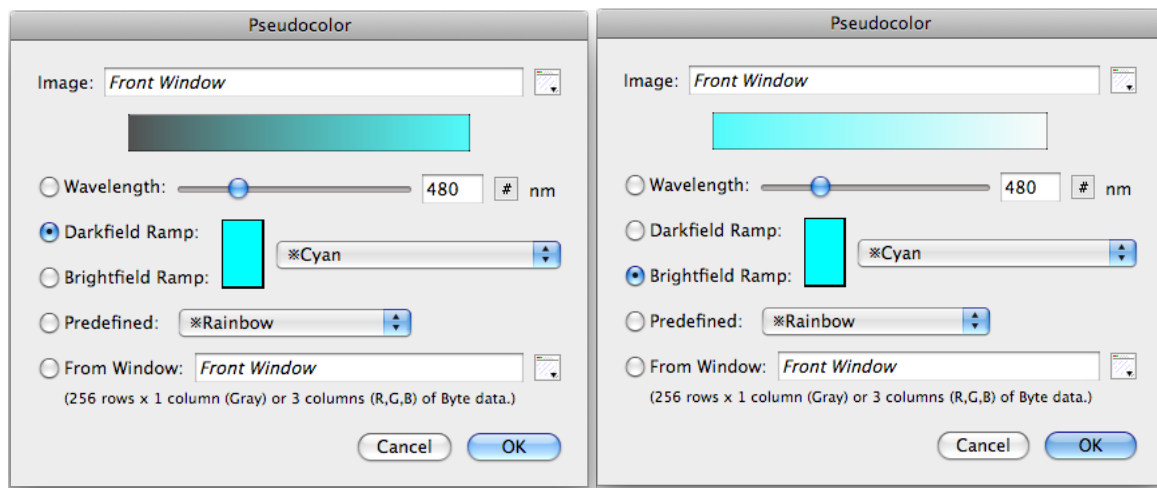 Pseudocolor
Image: Front Window
Wavelength: 480 # nm
Darkfield Ramp:
※Cyan
Brightfield Ramp:
Predefined: ※Rainbow
From Window: Front Window
(256 rows x 1 column (Gray) or 3 columns (R,G,B) of Byte data.)
Cancel OK
Pseudocolor
Image: Front Window
Wavelength: 480 # nm
Darkfield Ramp:
※Cyan
Brightfield Ramp:
Predefined: ※Rainbow
From Window: Front Window
(256 rows x 1 column (Gray) or 3 columns (R,G,B) of Byte data.)
Cancel OK